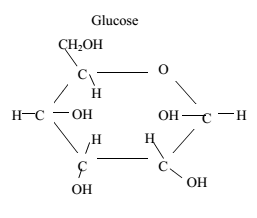 Glucose
CH₂OH
C O
H
H C OH OH C H
H H
C C
OH OH